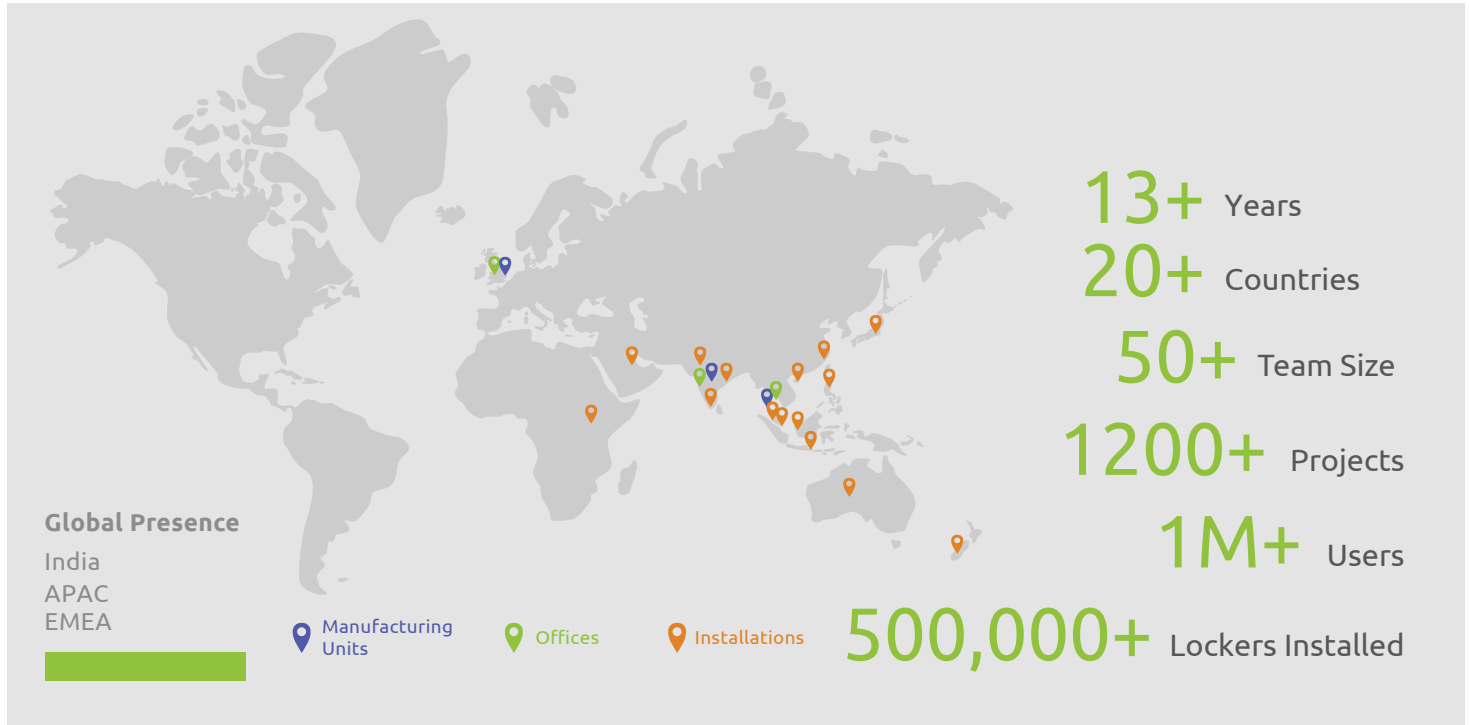 13+ Years
20+ Countries
50+ Team Size
1200+ Projects
1M+ Users
500,000+ Lockers Installed
Global Presence
India
APAC
EMEA
Manufacturing
Units
Offices
Installations